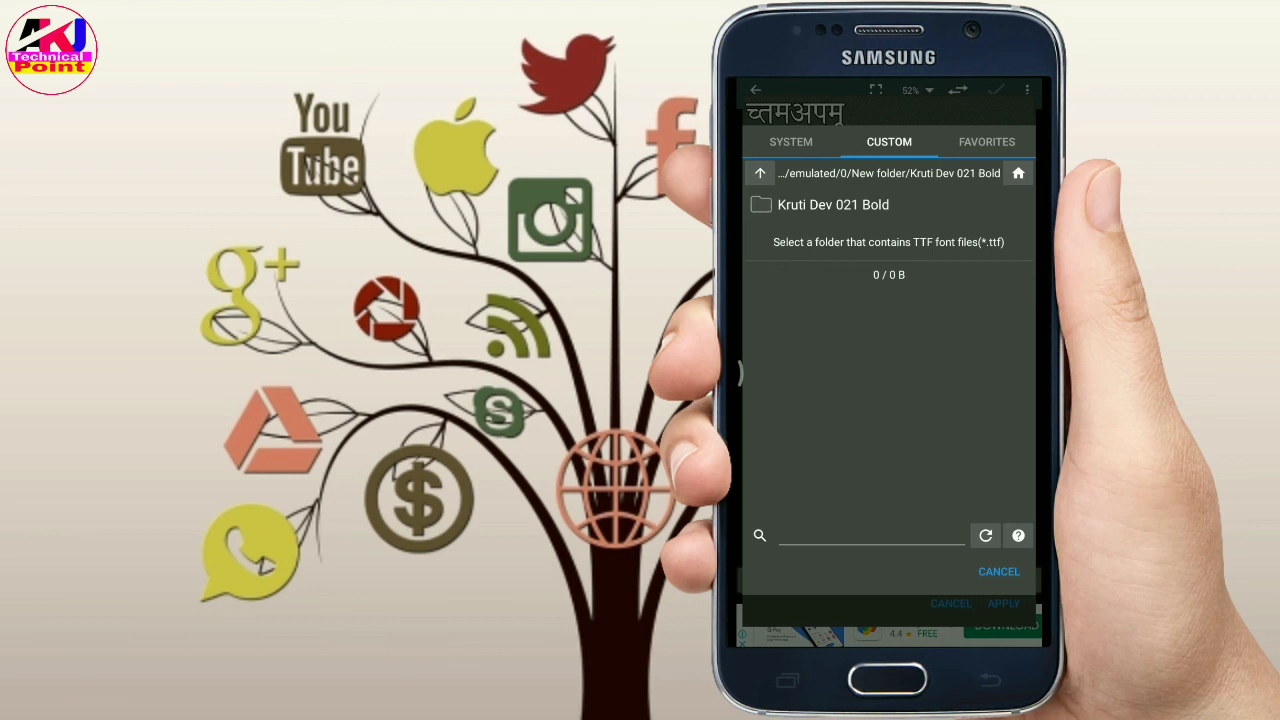 AKJ
Technical
Point
You
Tube
g+
f
S
$
SAMSUNG
52%
च्तमअपमू
SYSTEM
CUSTOM
FAVORITES
.../emulated/0/New folder/Kruti Dev 021 Bold
Kruti Dev 021 Bold
Select a folder that contains TTF font files(*.ttf)
0 / 0 B
CANCEL
CANCEL
APPLY
4.4 ★ FREE
DOWNLOAD